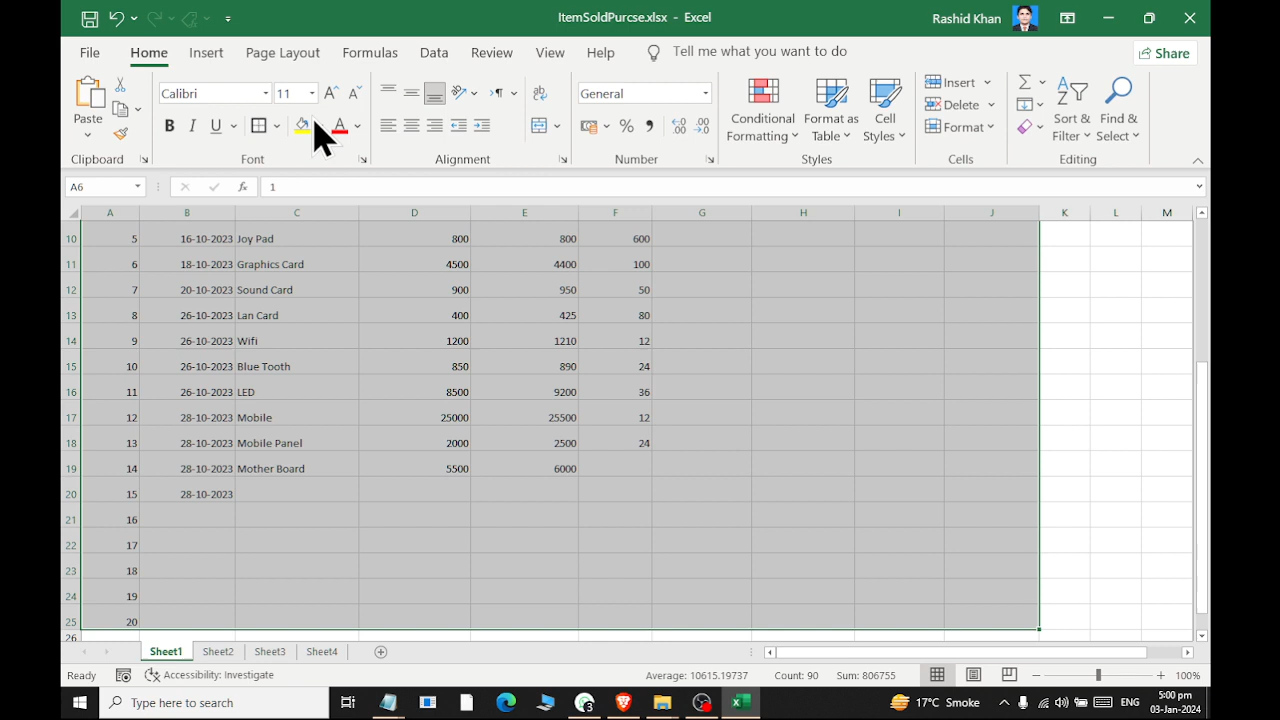 ItemSoldPurcse.xlsx - Excel
Rashid Khan
File Home Insert Page Layout Formulas Data Review View Help Tell me what you want to do Share
Paste Calibri 11 General Conditional Formatting Format as Table Cell Styles Insert Delete Format Sort & Filter Find & Select
Clipboard Font Alignment Number Styles Cells Editing
A6 fx 1
A B C D E F G H I J K L M
10 5 16-10-2023 Joy Pad 800 800 600
11 6 18-10-2023 Graphics Card 4500 4400 100
12 7 20-10-2023 Sound Card 900 950 50
13 8 26-10-2023 Lan Card 400 425 80
14 9 26-10-2023 Wifi 1200 1210 12
15 10 26-10-2023 Blue Tooth 850 890 24
16 11 26-10-2023 LED 8500 9200 36
17 12 28-10-2023 Mobile 25000 25500 12
18 13 28-10-2023 Mobile Panel 2000 2500 24
19 14 28-10-2023 Mother Board 5500 6000
20 15 28-10-2023
21 16
22 17
23 18
24 19
25 20
26
Sheet1 Sheet2 Sheet3 Sheet4
Ready Accessibility: Investigate Average: 10615.19737 Count: 90 Sum: 806755 100%
Type here to search 17°C Smoke ENG 5:00 pm
03-Jan-2024